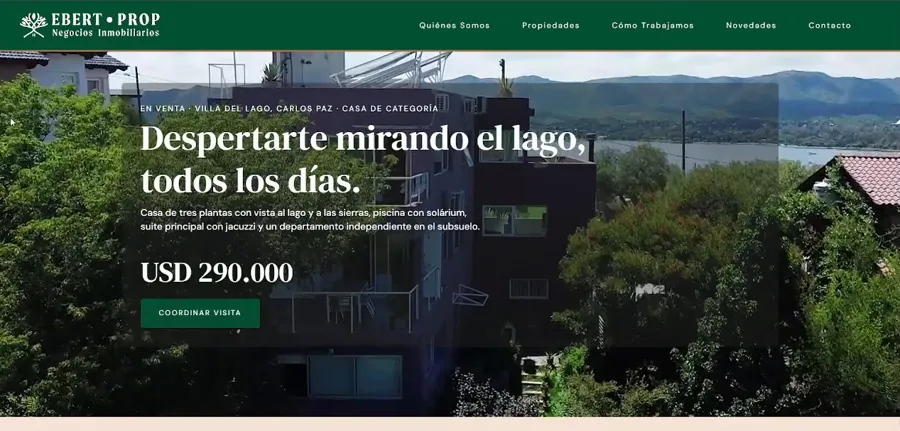 EBERT • PROP
Negocios Inmobiliarios
Quiénes Somos
Propiedades
Cómo Trabajamos
Novedades
Contacto
EN VENTA · VILLA DEL LAGO, CARLOS PAZ · CASA DE CATEGORÍA
Despertarte mirando el lago,
todos los días.
Casa de tres plantas con vista al lago y a las sierras, piscina con solárium,
suite principal con jacuzzi y un departamento independiente en el subsuelo.
USD 290.000
COORDINAR VISITA